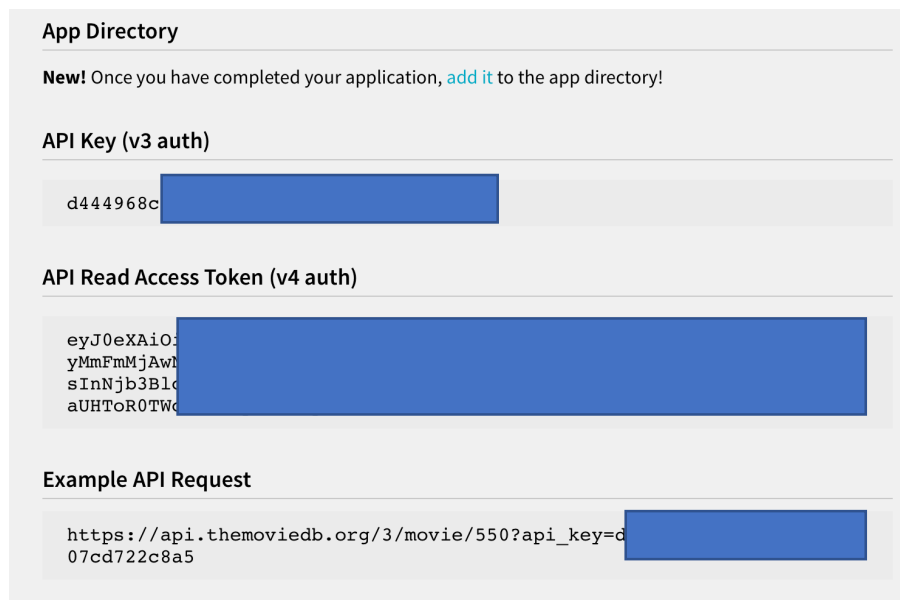 App Directory
New! Once you have completed your application, add it to the app directory!
API Key (v3 auth)
d444968c
API Read Access Token (v4 auth)
eyJ0eXAiOi
yMmFmMjAwN
sInNjb3Blc
aUHToR0TW
Example API Request
https://api.themoviedb.org/3/movie/550?api_key=d
07cd722c8a5